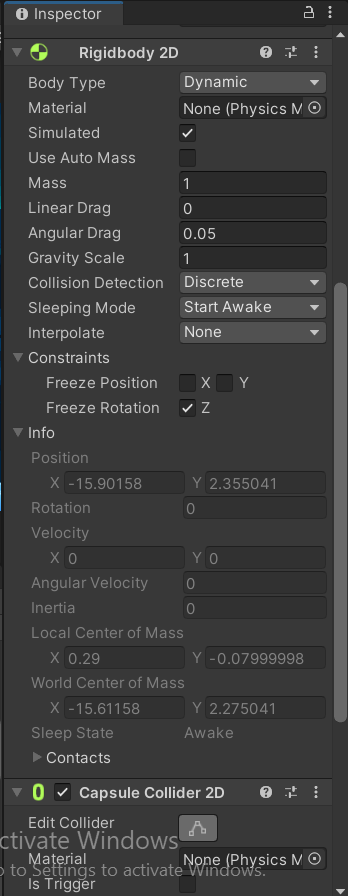 Inspector
Rigidbody 2D
Body Type Dynamic
Material None (Physics M
Simulated
Use Auto Mass
Mass 1
Linear Drag 0
Angular Drag 0.05
Gravity Scale 1
Collision Detection Discrete
Sleeping Mode Start Awake
Interpolate None
Constraints
Freeze Position X Y
Freeze Rotation Z
Info
Position
X -15.90158 Y 2.355041
Rotation 0
Velocity
X 0 Y 0
Angular Velocity 0
Inertia 0
Local Center of Mass
X 0.29 Y -0.07999998
World Center of Mass
X -15.61158 Y 2.275041
Sleep State Awake
Contacts
Capsule Collider 2D
Edit Collider
ctivate Windows
Material None (Physics M
o to Settings to activate Windows.
Is Trigger